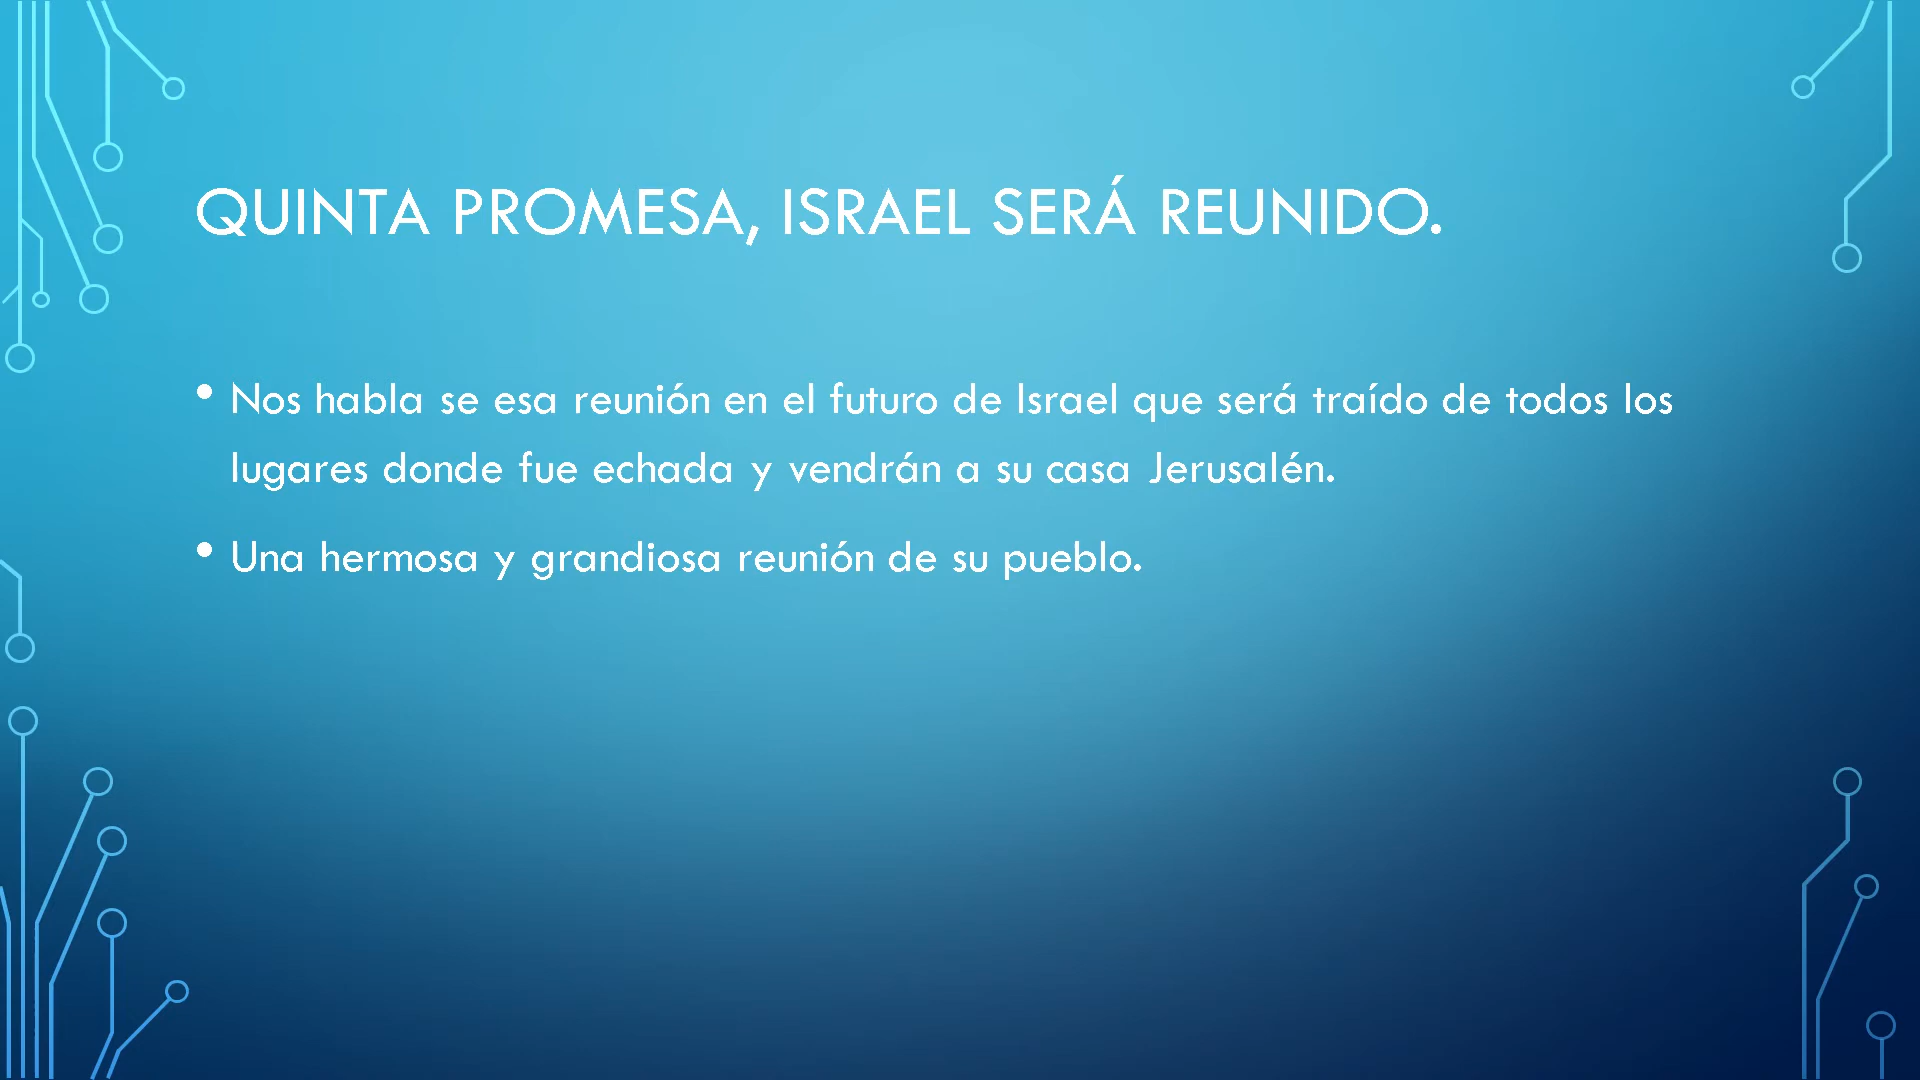 QUINTA PROMESA, ISRAEL SERÁ REUNIDO.
• Nos habla se esa reunión en el futuro de Israel que será traído de todos los
lugares donde fue echada y vendrán a su casa Jerusalén.
• Una hermosa y grandiosa reunión de su pueblo.